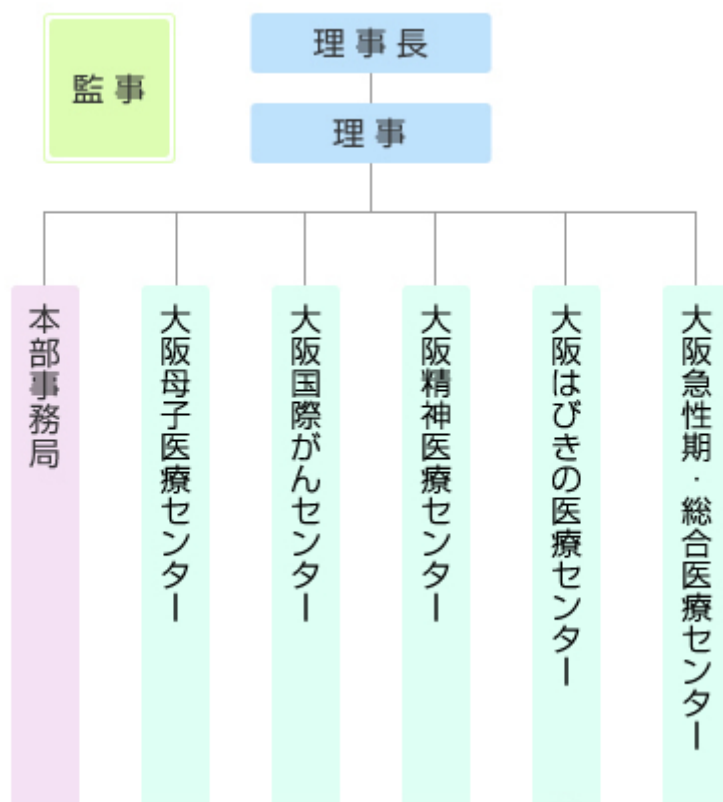 監事
理事長
理事
本部事務局
大阪母子医療センター
大阪国際がんセンター
大阪精神医療センター
大阪はびきの医療センター
大阪急性期・総合医療センター